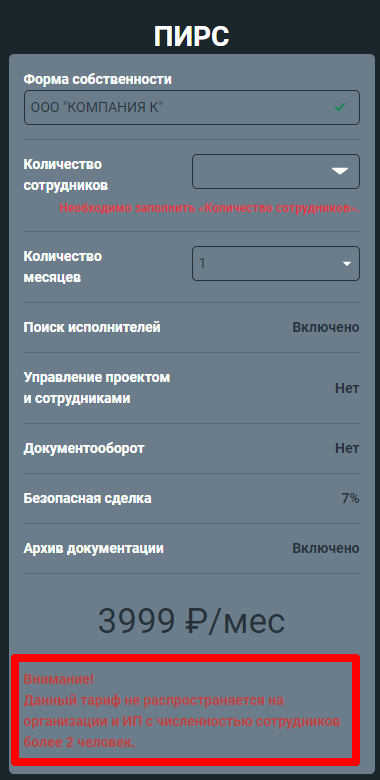 ПИРС
Форма собственности
ООО "КОМПАНИЯ К"
Количество
сотрудников
Необходимо заполнить «Количество сотрудников».
Количество
месяцев
1
Поиск исполнителей
Включено
Управление проектом
и сотрудниками
Нет
Документооборот
Нет
Безопасная сделка
7%
Архив документации
Включено
3999 ₽/мес
Внимание!
Данный тариф не распространяется на
организации и ИП с численностью сотрудников
более 2 человек.